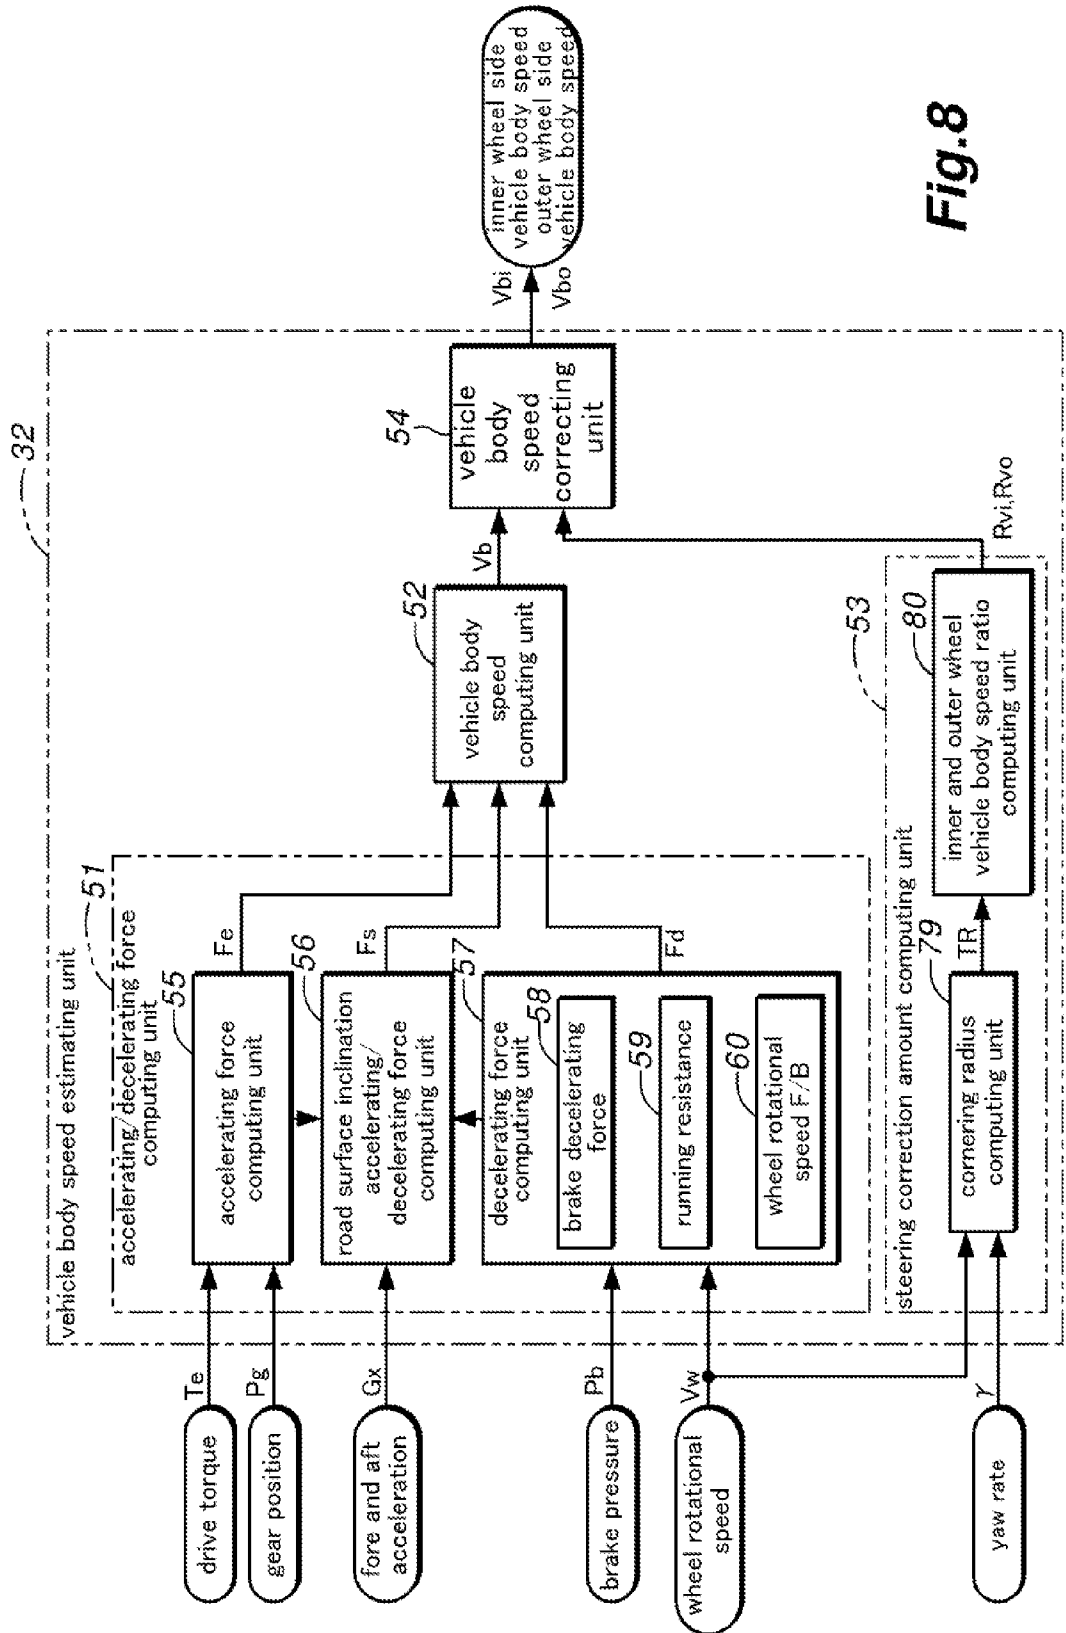 Fig.8
32
vehicle body speed estimating unit
51
accelerating/decelerating force
computing unit
drive torque
Te
gear position
Pg
55
accelerating force
computing unit
Fe
fore and aft
acceleration
Gx
56
road surface inclination
accelerating/
decelerating force
computing unit
Fs
57
decelerating force
computing unit
58
brake decelerating
force
59
running resistance
60
wheel rotational
speed F/B
Fd
brake pressure
Pb
wheel rotational
speed
Vw
yaw rate
γ
52
vehicle body
speed
computing unit
Vb
54
vehicle
body
speed
correcting
unit
Vbi
Vbo
inner wheel side
vehicle body speed
outer wheel side
vehicle body speed
53
steering correction amount computing unit
79
cornering radius
computing unit
TR
80
inner and outer wheel
vehicle body speed ratio
computing unit
Rvi,Rvo